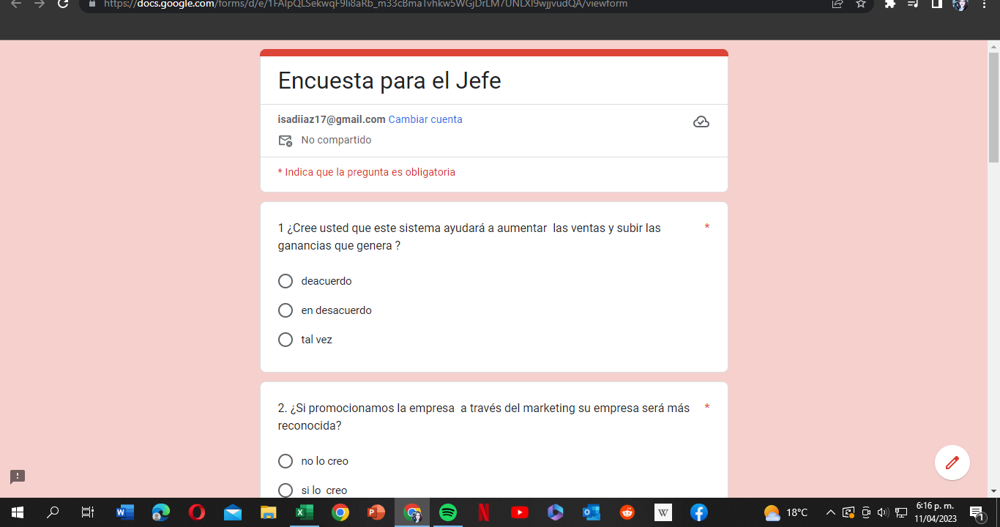 https://docs.google.com/forms/d/e/1FAIpQLSekwqF9Ii8aRb_m33cBmaTvhkw5WGjDrLM7UNLXI9wjjvudQA/viewform
Encuesta para el Jefe
isadiiaz17@gmail.com Cambiar cuenta
No compartido
* Indica que la pregunta es obligatoria
1 ¿Cree usted que este sistema ayudará a aumentar  las ventas y subir las *
ganancias que genera ?
deacuerdo
en desacuerdo
tal vez
2. ¿Si promocionamos la empresa  a través del marketing su empresa será más *
reconocida?
no lo creo
si lo  creo
18°C
6:16 p. m.
11/04/2023
1